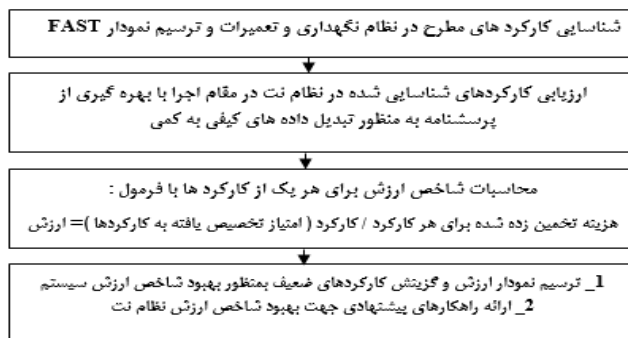 شناسایی کارکرد های مطرح در نظام نگهداری و تعمیرات و ترسیم نمودار FAST
ارزیابی کارکردهای شناسایی شده در نظام نت در مقام اجرا با بهره گیری از
پرسشنامه به منظور تبدیل داده های کیفی به کمی
محاسبات شاخص ارزش برای هر یک از کارکرد ها با فرمول :
هزینه تخمین زده شده برای هر کارکرد / کارکرد ( امتیاز تخصیص یافته به کارکردها )= ارزش
1_ ترسیم نمودار ارزش و گزینش کارکردهای ضعیف بمنظور بهبود شاخص ارزش سیستم
2_ ارائه راهکارهای پیشنهادی جهت بهبود شاخص ارزش نظام نت